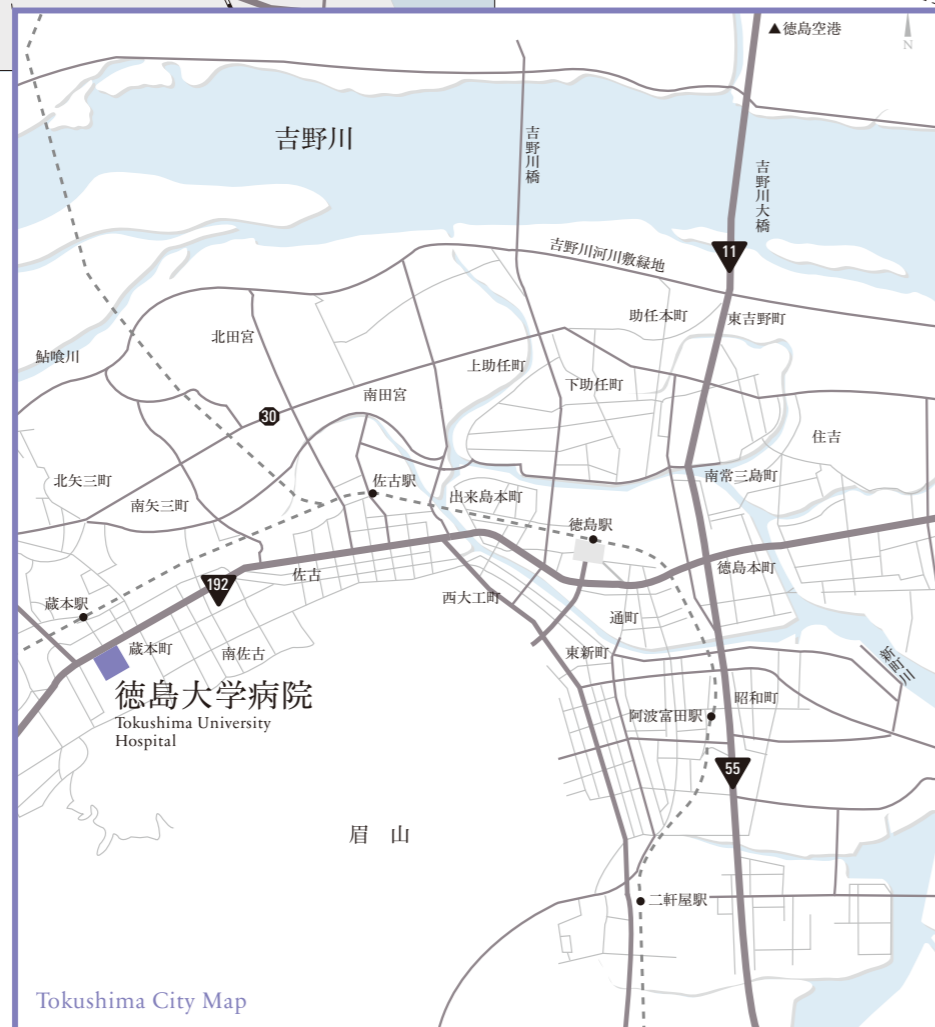 ▲徳島空港
N
吉野川
吉野川橋
吉野川大橋
11
吉野川河川敷緑地
助任本町
東吉野町
北田宮
鮎喰川
上助任町
下助任町
南田宮
30
住吉
北矢三町
佐古駅
南常三島町
出来島本町
南矢三町
徳島駅
徳島本町
佐古
192
西大工町
蔵本駅
通町
蔵本町
南佐古
東新町
新町川
徳島大学病院
Tokushima University
Hospital
昭和町
阿波富田駅
55
眉 山
二軒屋駅
Tokushima City Map